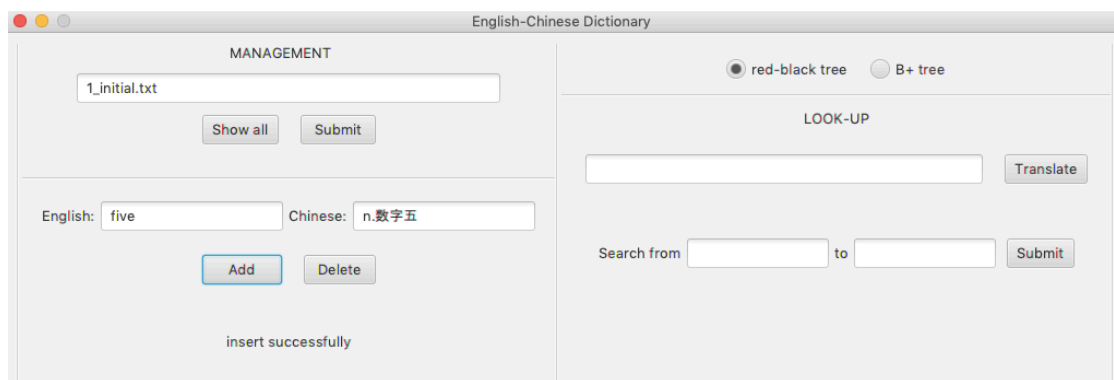 English-Chinese Dictionary
MANAGEMENT
1_initial.txt
Show all Submit
English: five Chinese: n.数字五
Add Delete
insert successfully
red-black tree B+ tree
LOOK-UP
Translate
Search from to Submit